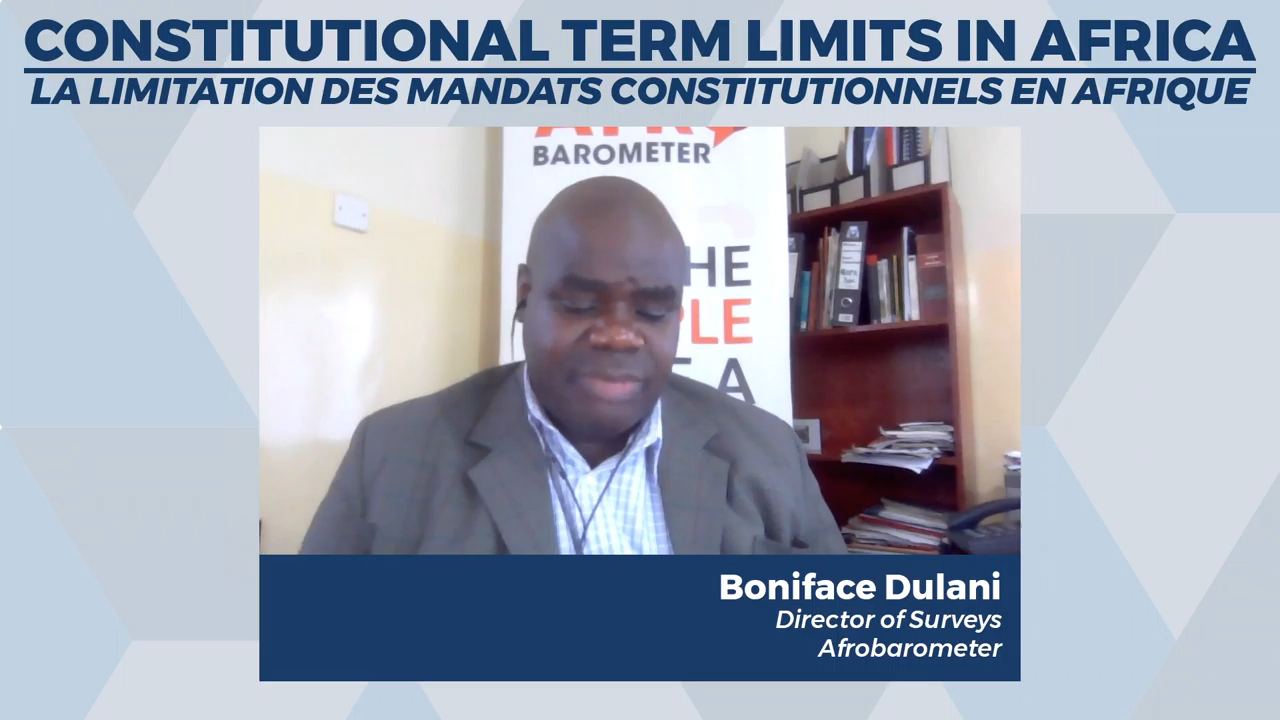 CONSTITUTIONAL TERM LIMITS IN AFRICA
LA LIMITATION DES MANDATS CONSTITUTIONNELS EN AFRIQUE
BAROMETER
Boniface Dulani
Director of Surveys
Afrobarometer